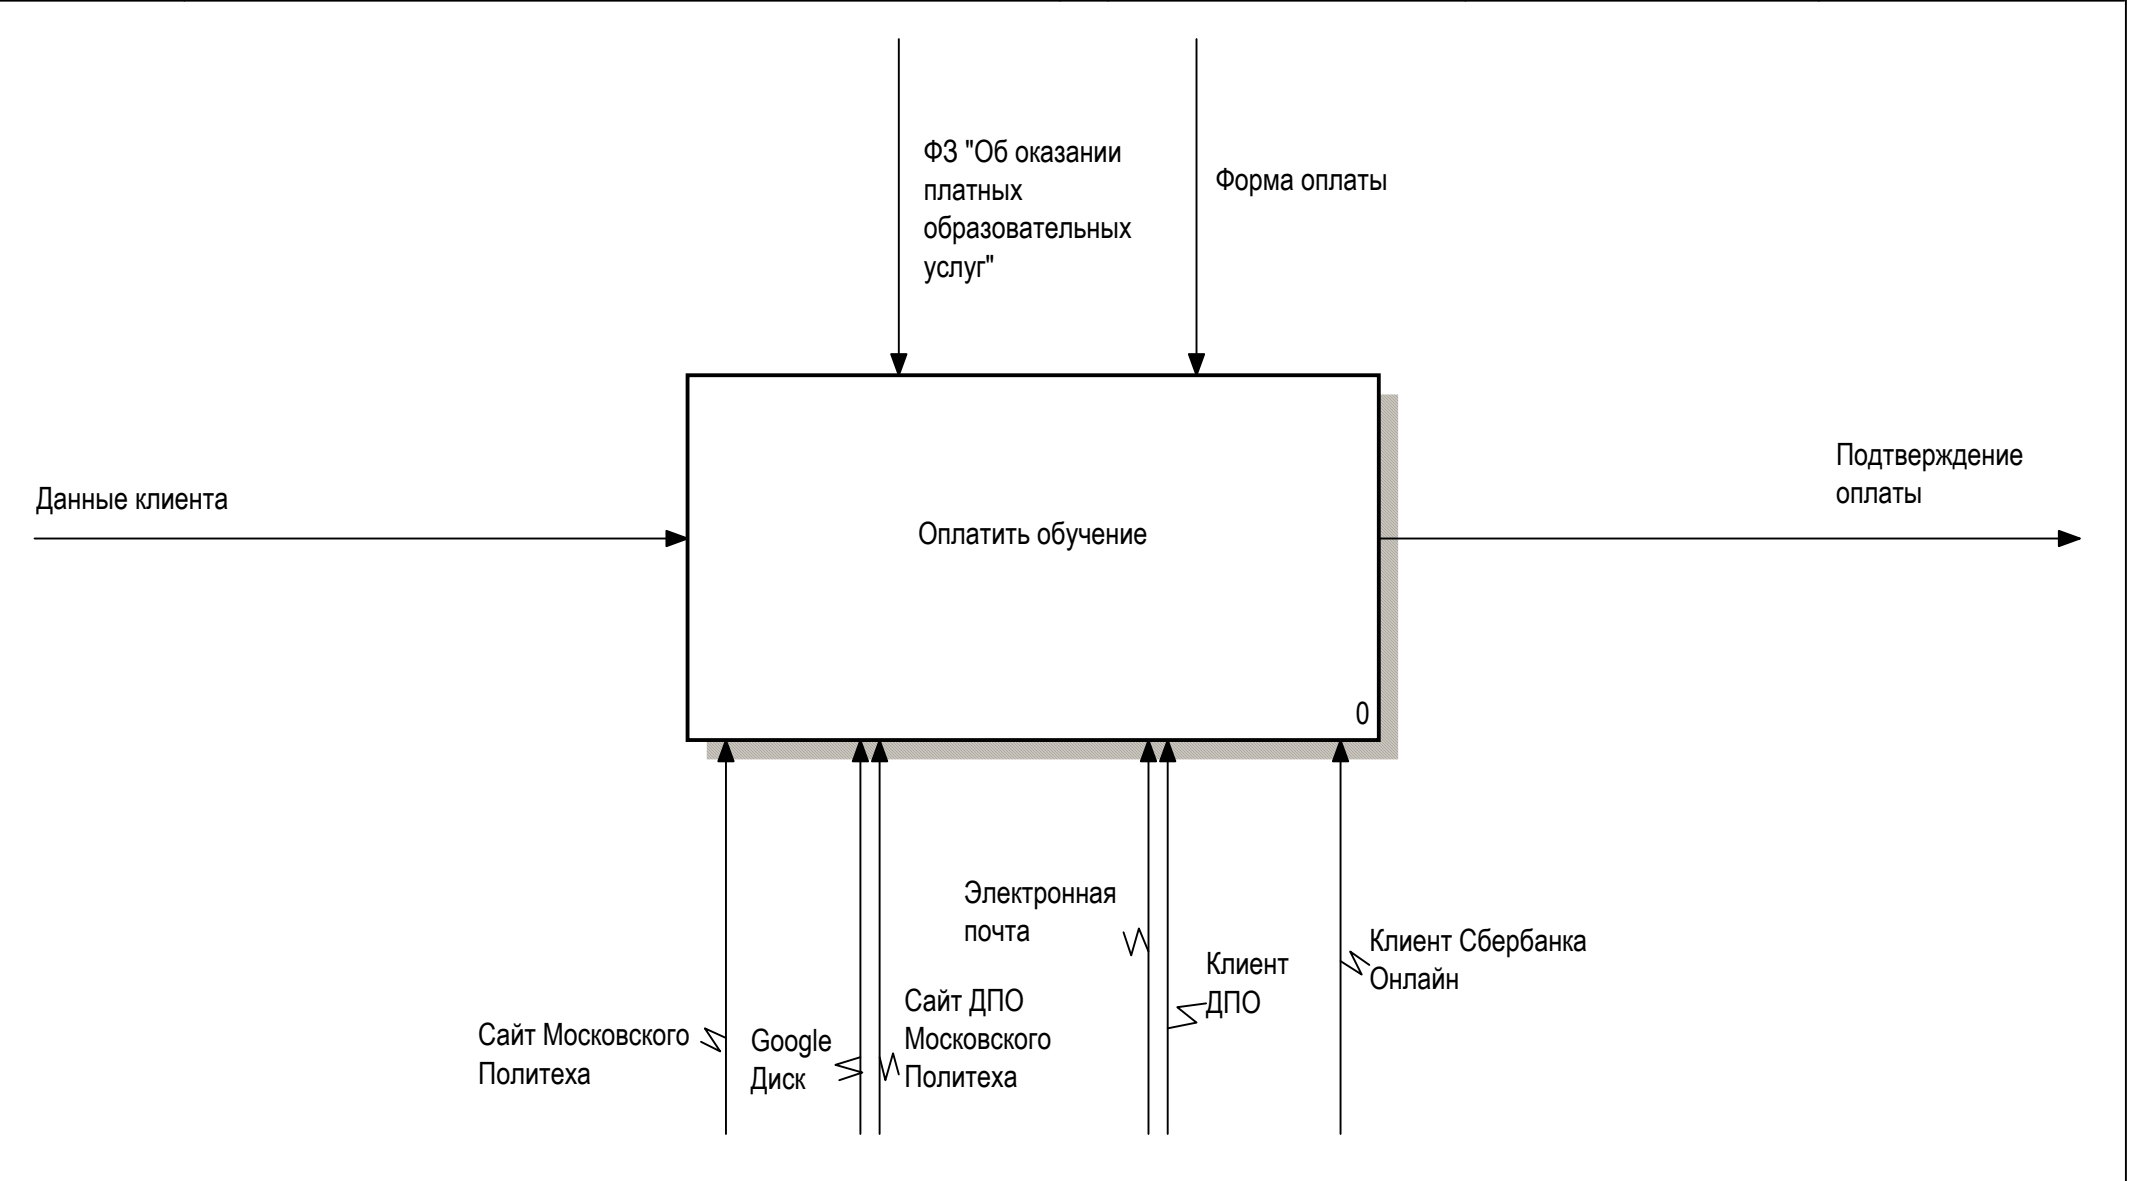 ФЗ "Об оказании
платных
образовательных
услуг"
Форма оплаты
Данные клиента
Оплатить обучение
0
Подтверждение
оплаты
Сайт Московского
Политеха
Google
Диск
Сайт ДПО
Московского
Политеха
Электронная
почта
Клиент
ДПО
Клиент Сбербанка
Онлайн